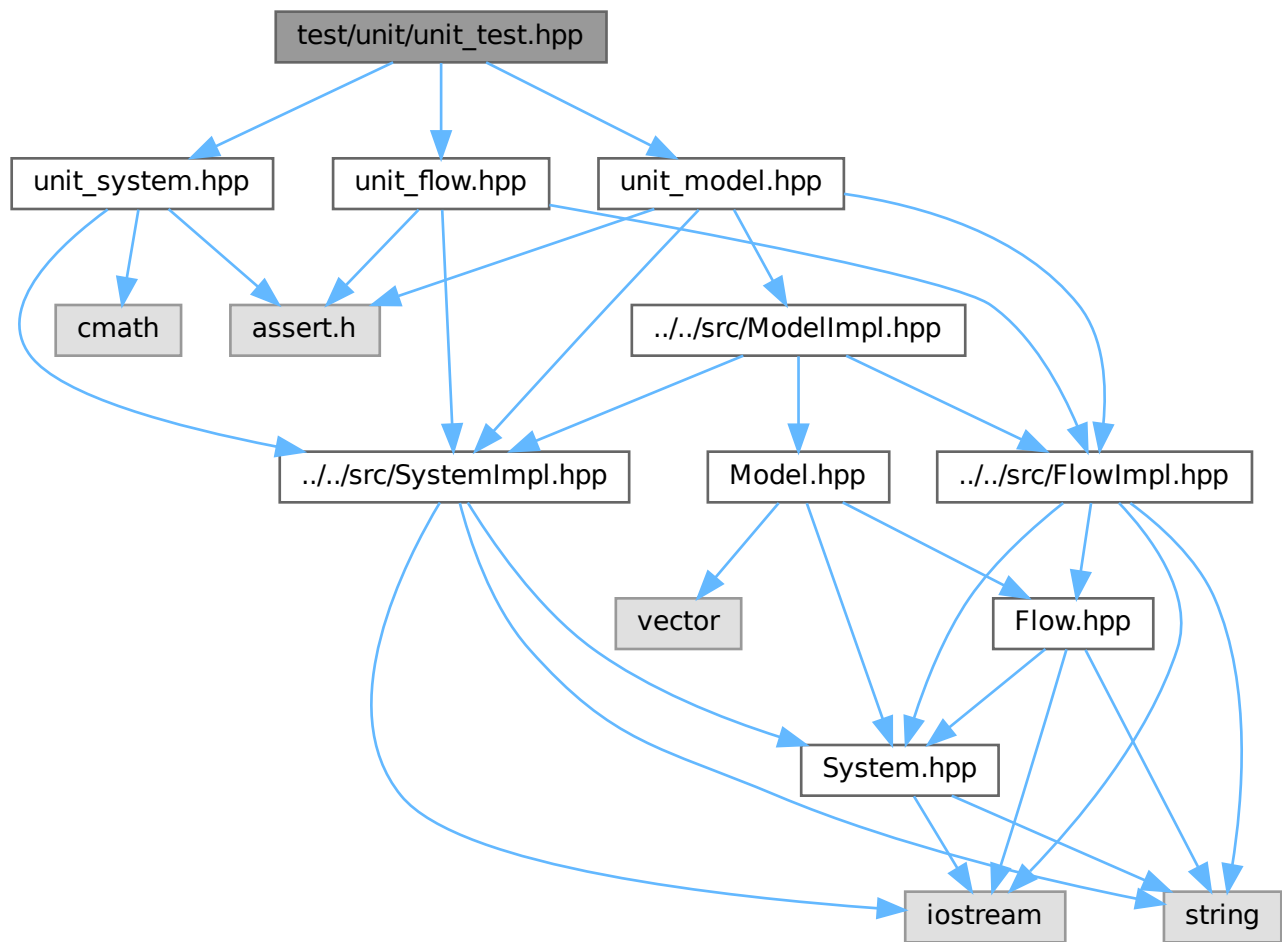 test/unit/unit_test.hpp
unit_system.hpp
unit_flow.hpp
unit_model.hpp
cmath
assert.h
../../src/ModelImpl.hpp
../../src/SystemImpl.hpp
Model.hpp
../../src/FlowImpl.hpp
vector
Flow.hpp
System.hpp
iostream
string